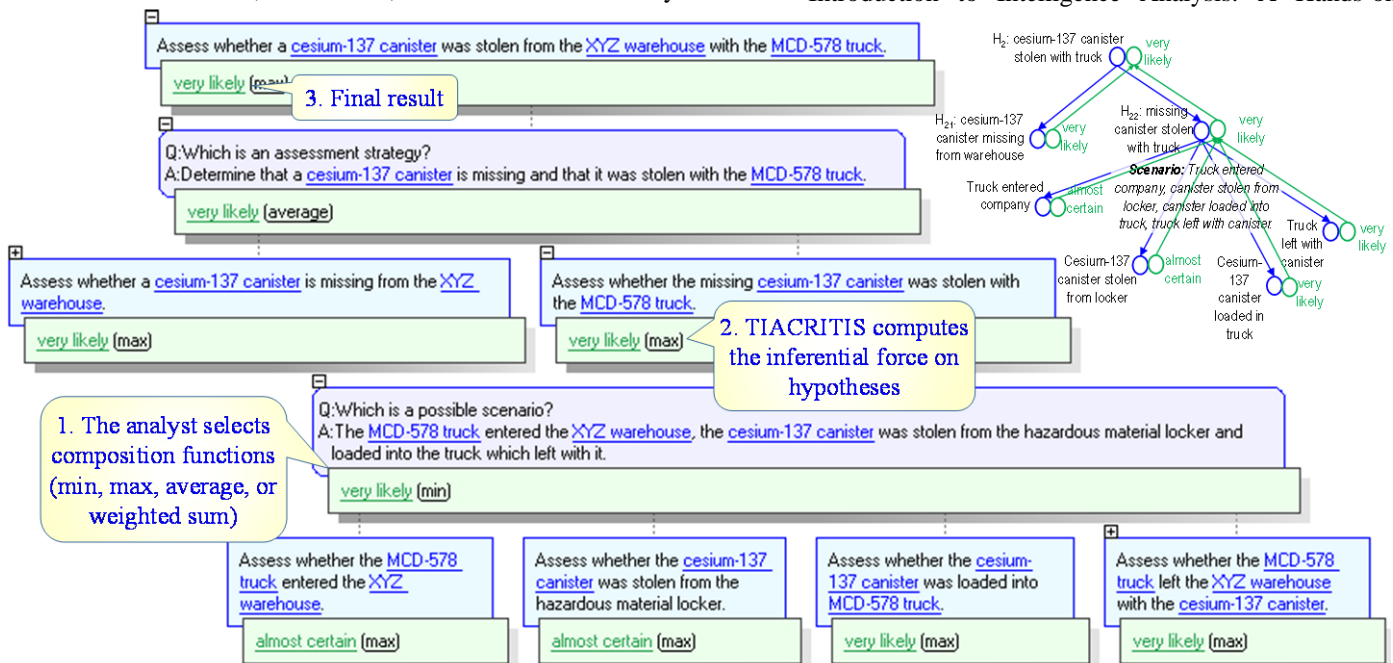 Introduction to Intelligence Analysis: A Hands-on
Assess whether a cesium-137 canister was stolen from the XYZ warehouse with the MCD-578 truck.
very likely (max)
3. Final result
Q:Which is an assessment strategy?
A:Determine that a cesium-137 canister is missing and that it was stolen with the MCD-578 truck.
very likely (average)
Assess whether a cesium-137 canister is missing from the XYZ
warehouse.
very likely (max)
Assess whether the missing cesium-137 canister was stolen with
the MCD-578 truck.
very likely (max)
2. TIACRITIS computes
the inferential force on
hypotheses
Q:Which is a possible scenario?
A:The MCD-578 truck entered the XYZ warehouse, the cesium-137 canister was stolen from the hazardous material locker and
loaded into the truck which left with it.
very likely (min)
1. The analyst selects
composition functions
(min, max, average, or
weighted sum)
Assess whether the MCD-578
truck entered the XYZ
warehouse.
almost certain (max)
Assess whether the cesium-137
canister was stolen from the
hazardous material locker.
almost certain (max)
Assess whether the cesium-
137 canister was loaded into
MCD-578 truck.
very likely (max)
Assess whether the MCD-578
truck left the XYZ warehouse
with the cesium-137 canister.
very likely (max)
H2: cesium-137 canister
stolen with truck
very
likely
H21: cesium-137
canister missing
from warehouse
very
likely
H22: missing
canister stolen
with truck
very
likely
Scenario: Truck entered
company, canister stolen from
locker, canister loaded into
truck, truck left with canister.
Truck entered
company
almost
certain
Cesium-137
canister stolen
from locker
almost
certain
Cesium-
137
canister
loaded in
truck
very
likely
Truck
left with
canister
very
likely